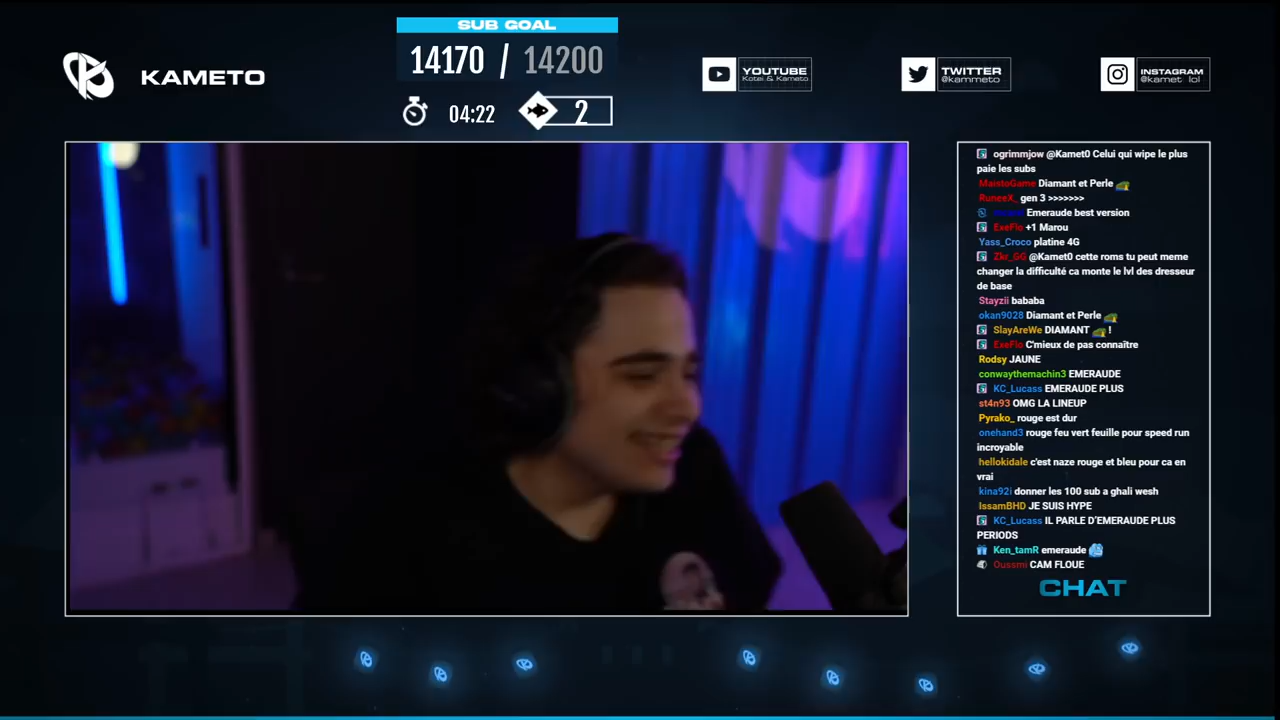 SUB GOAL
14170 / 14200
KAMETO
YOUTUBE
Kotei & Kameto
TWITTER
@kammeto
INSTAGRAM
@kamet_lol
04:22
2
ogrimmjow @Kamet0 Celui qui wipe le plus
paie les subs
MaistoGame Diamant et Perle
RuneeX_ gen 3 >>>>>>>
Emeraude best version
ExeFlo +1 Marou
Yass_Croco platine 4G
Zkr_GG @Kamet0 cette roms tu peut meme
changer la difficulté ca monte le lvl des dresseur
de base
Stayzii bababa
okan9028 Diamant et Perle
SlayAreWe DIAMANT !
ExeFlo C'mieux de pas connaître
Rodsy JAUNE
conwaythemachin3 EMERAUDE
KC_Lucass EMERAUDE PLUS
st4n93 OMG LA LINEUP
Pyrako_ rouge est dur
onehand3 rouge feu vert feuille pour speed run
incroyable
hellokidale c'est naze rouge et bleu pour ca en
vrai
kina92i donner les 100 sub a ghali wesh
IssamBHD JE SUIS HYPE
KC_Lucass IL PARLE D'EMERAUDE PLUS
PERIODS
Ken_tamR emeraude
Oussmi CAM FLOUE
CHAT